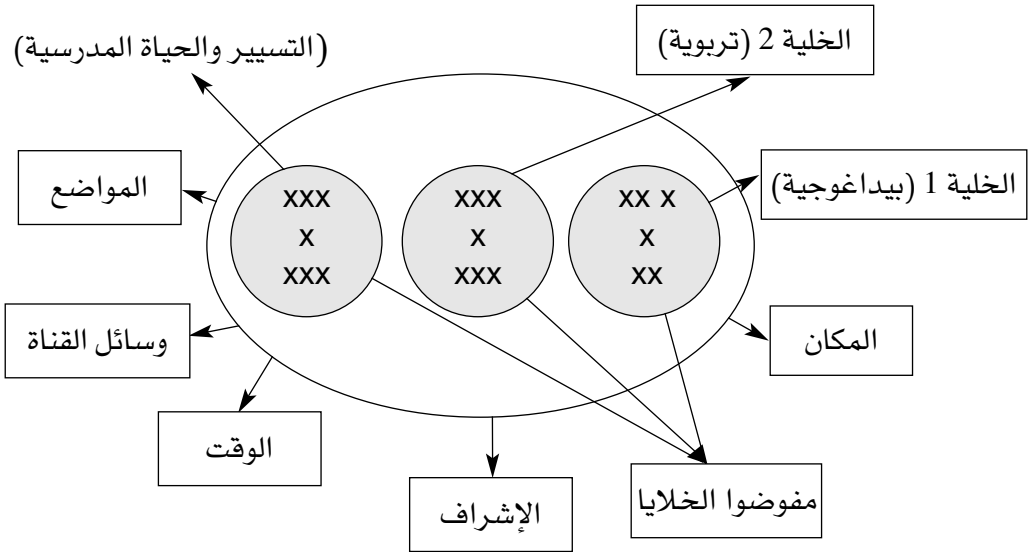 الخلية 2 (تربوية)
(التسيير والحياة المدرسية)
الخلية 1 (بيداغوجية)
المواضع
xx x
x
xx
xxx
x
xxx
xxx
x
xxx
المكان
وسائل القناة
الوقت
مفوضوا الخلايا
الإشراف